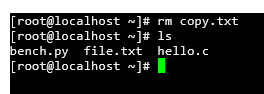 [root@localhost ~]# rm copy.txt
[root@localhost ~]# ls
bench.py  file.txt  hello.c
[root@localhost ~]#